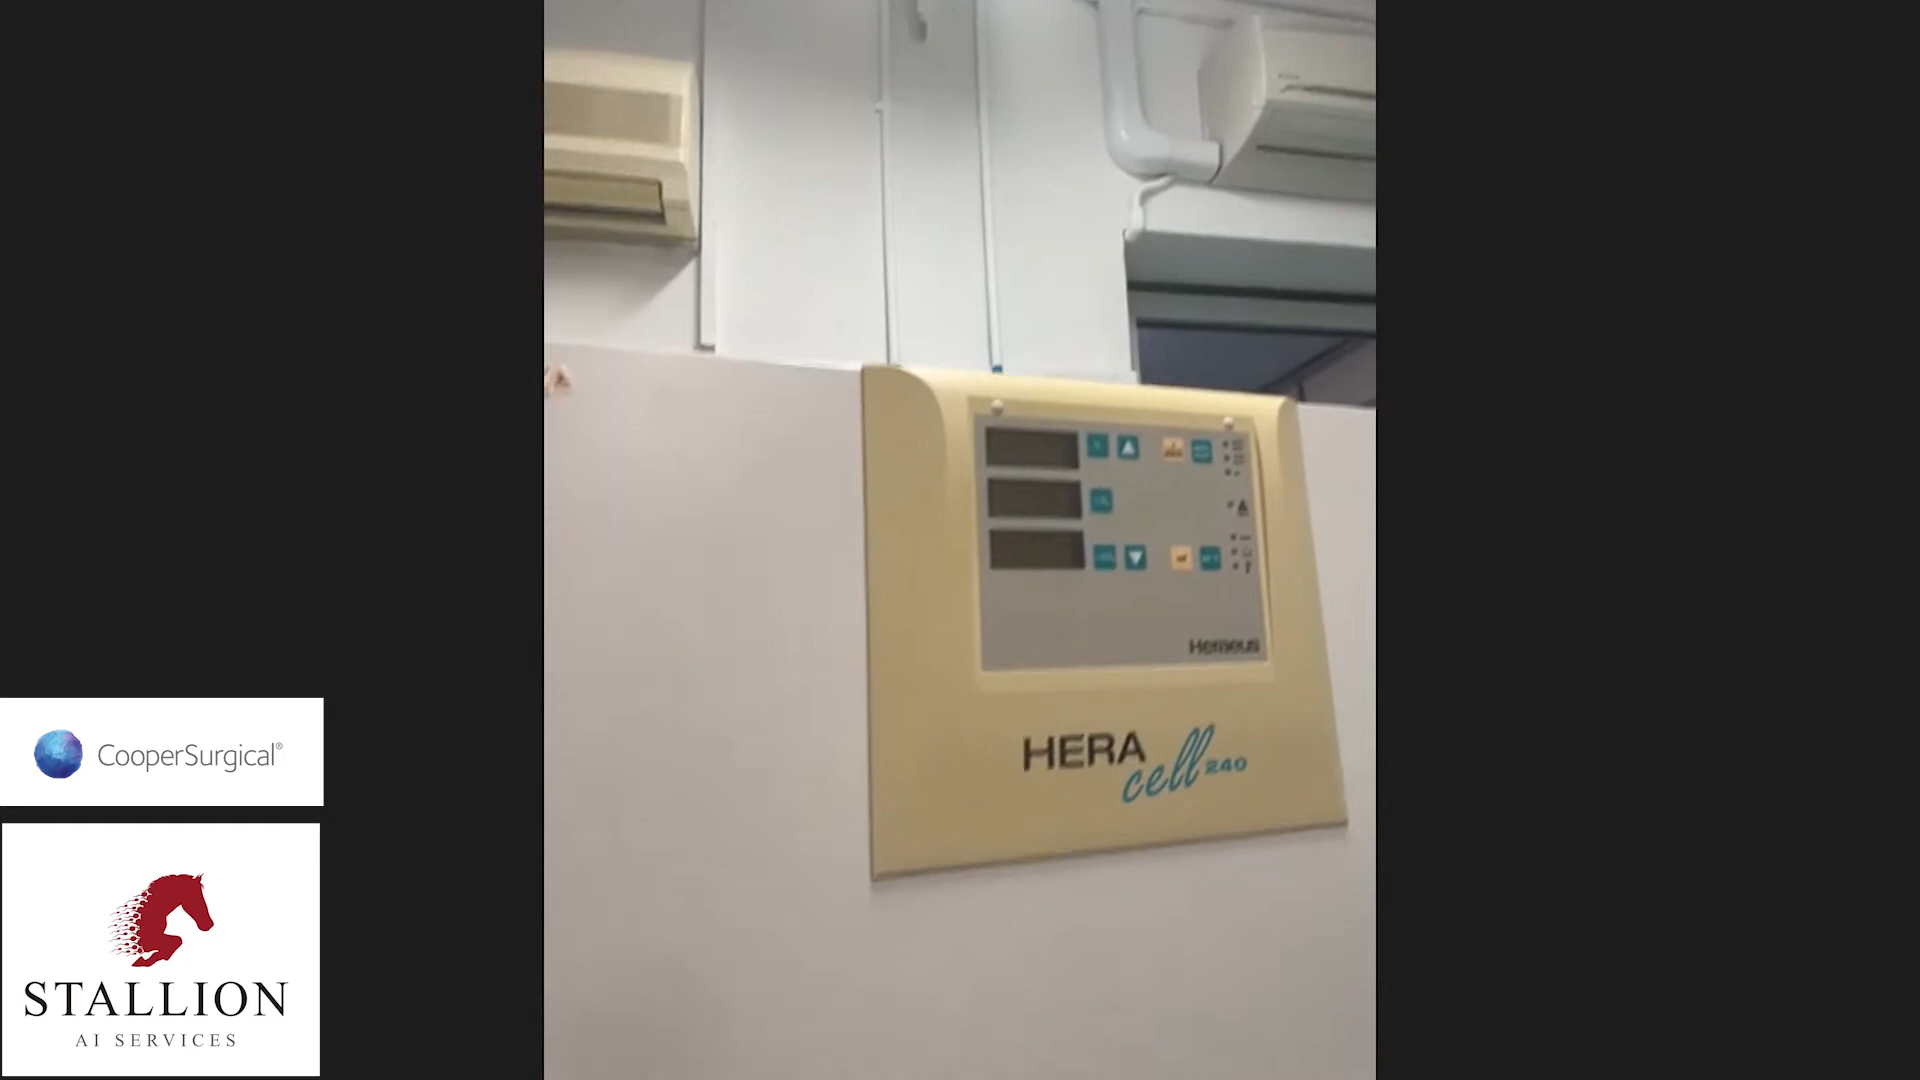 Heraeus
HERA
cell 240
CooperSurgical®
STALLION
AI SERVICES